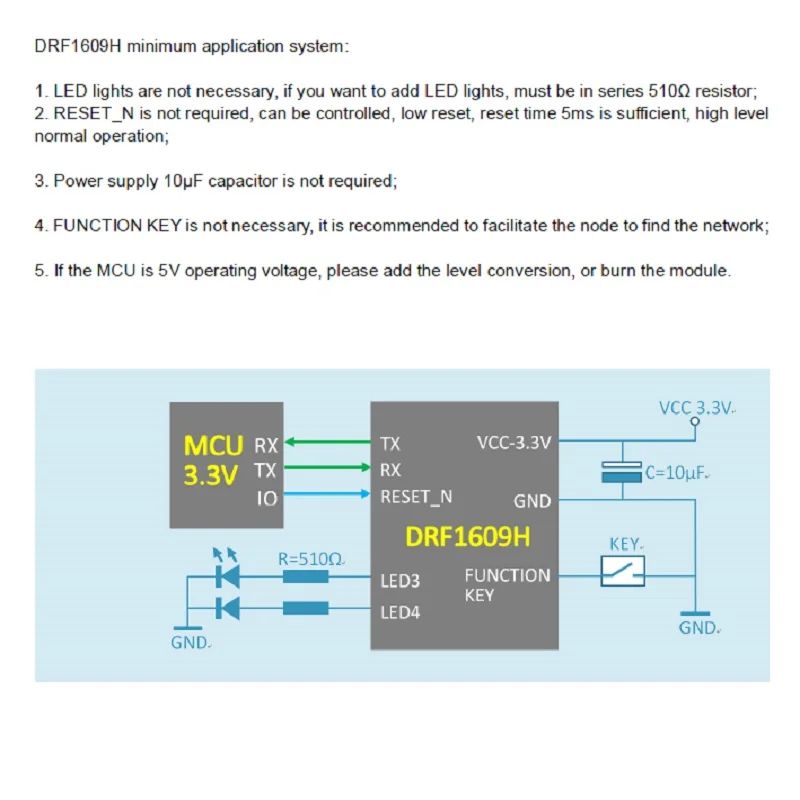 DRF1609H minimum application system:
1. LED lights are not necessary, if you want to add LED lights, must be in series 510Ω resistor;
2. RESET_N is not required, can be controlled, low reset, reset time 5ms is sufficient, high level
normal operation;
3. Power supply 10μF capacitor is not required;
4. FUNCTION KEY is not necessary, it is recommended to facilitate the node to find the network;
5. If the MCU is 5V operating voltage, please add the level conversion, or burn the module.
VCC 3.3V
MCU RX
3.3V TX
IO
TX
RX
RESET_N
VCC-3.3V
GND
C=10μF
DRF1609H
R=510Ω
LED3
LED4
FUNCTION
KEY
KEY
GND
GND